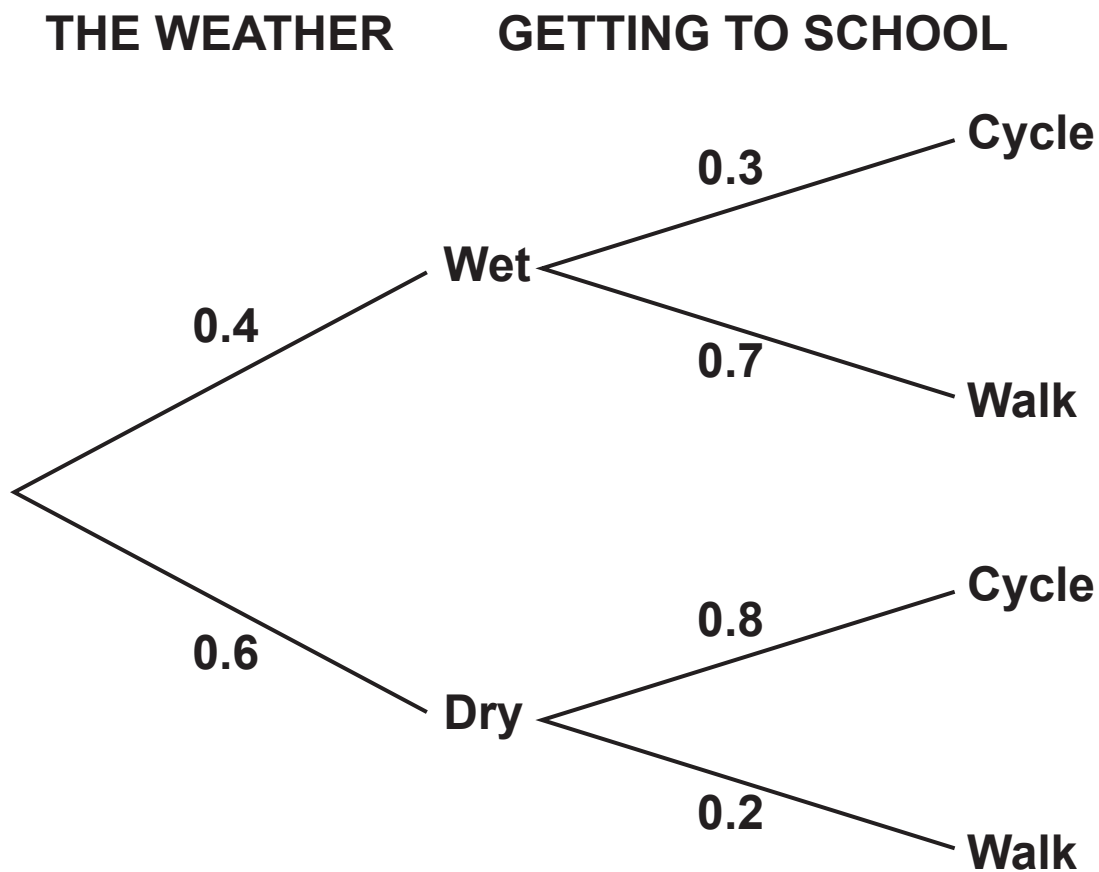 THE WEATHER GETTING TO SCHOOL
Cycle
0.3
Wet
0.4
0.7
Walk
Cycle
0.8
0.6
Dry
0.2
Walk